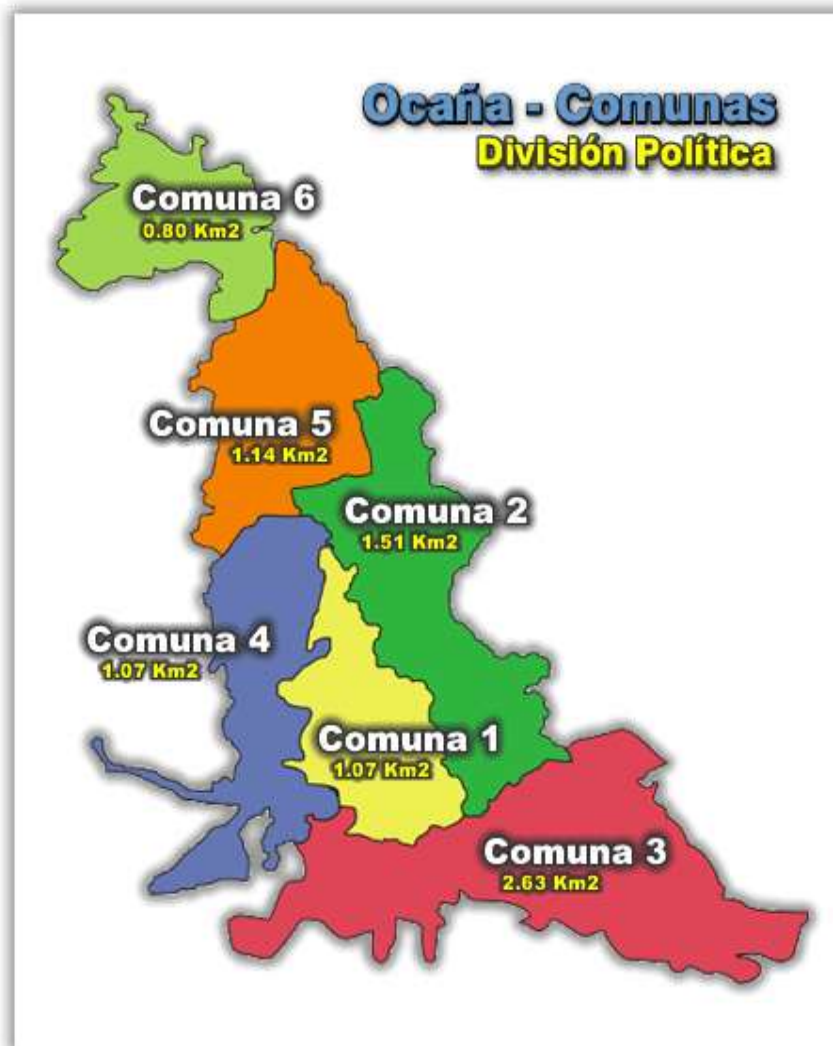 Ocaña - Comunas
División Política
Comuna 6
0.80 Km2
Comuna 5
1.14 Km2
Comuna 2
1.51 Km2
Comuna 4
1.07 Km2
Comuna 1
1.07 Km2
Comuna 3
2.63 Km2